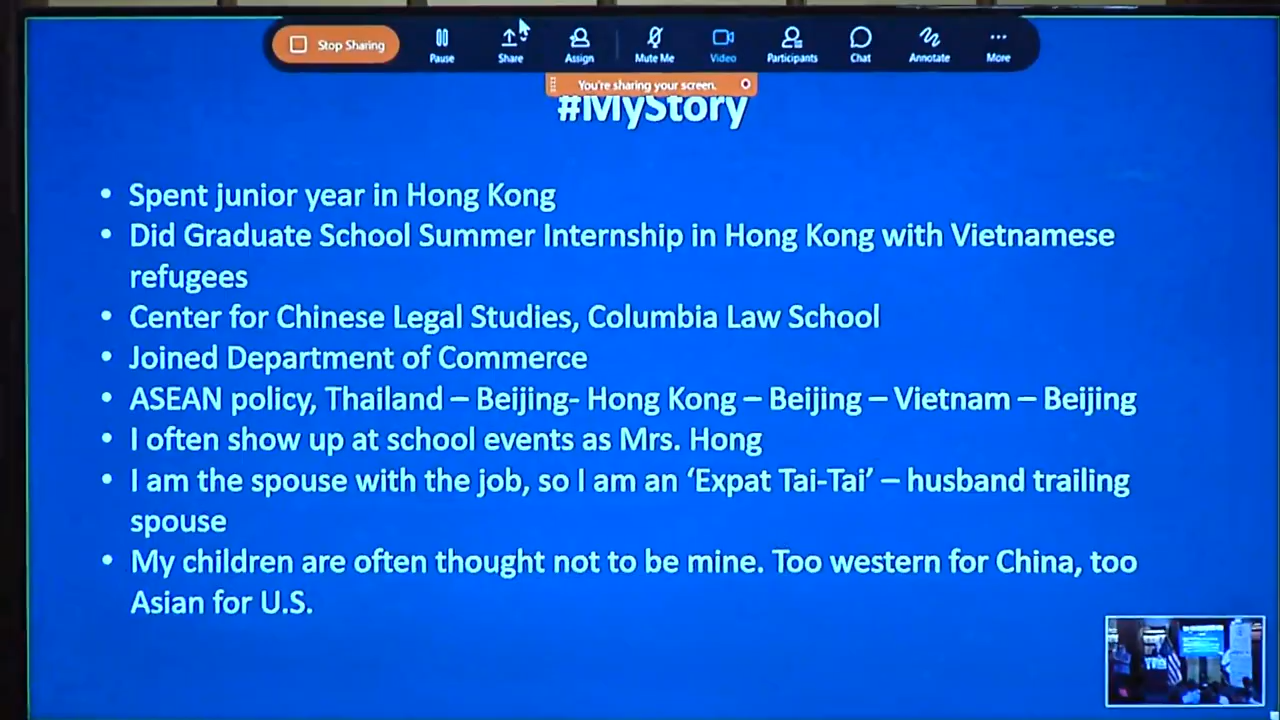 Stop Sharing
Pause
Share
Assign
Mute Me
Video
Participants
Chat
Annotate
More
You're sharing your screen.
#MyStory
• Spent junior year in Hong Kong
• Did Graduate School Summer Internship in Hong Kong with Vietnamese
refugees
• Center for Chinese Legal Studies, Columbia Law School
• Joined Department of Commerce
• ASEAN policy, Thailand – Beijing- Hong Kong – Beijing – Vietnam – Beijing
• I often show up at school events as Mrs. Hong
• I am the spouse with the job, so I am an ‘Expat Tai-Tai’ – husband trailing
spouse
• My children are often thought not to be mine. Too western for China, too
Asian for U.S.